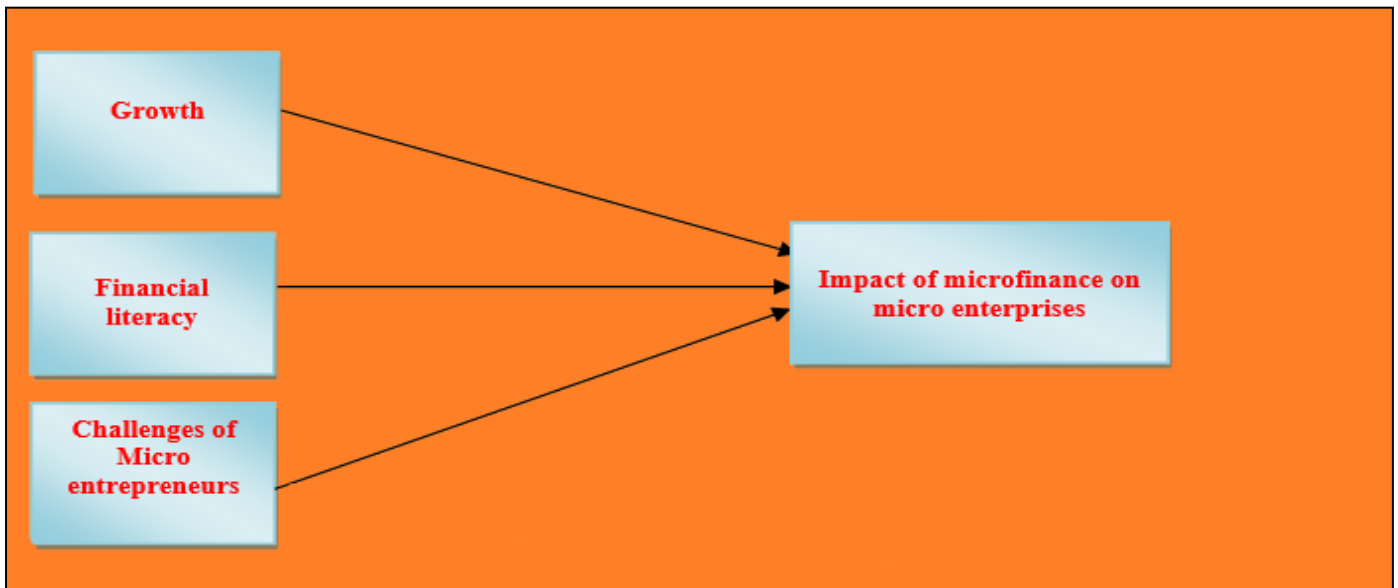 Growth
Financial
literacy
Challenges of
Micro
entrepreneurs
Impact of microfinance on
micro enterprises